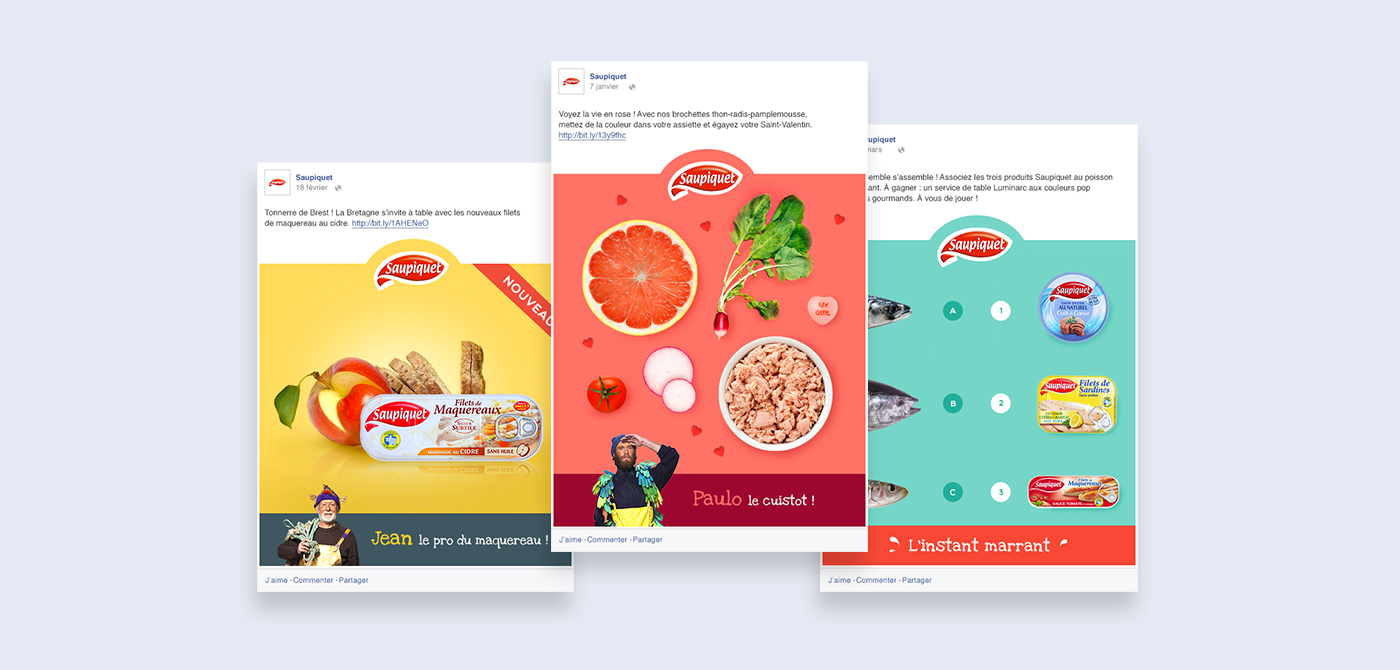 Saupiquet
18 février
Tonnerre de Brest ! La Bretagne s'invite à table avec les nouveaux filets
de maquereau au cidre. http://bit.ly/1AHENeO
Saupiquet
NOUVEAU
Saupiquet
Filets de
Maquereaux
SAVEUR
SUBTILE
MARINADE AU CIDRE
SANS HUILE
Jean le pro du maquereau !
J'aime · Commenter · Partager
Saupiquet
7 janvier
Voyez la vie en rose ! Avec nos brochettes thon-radis-pamplemousse,
mettez de la couleur dans votre assiette et égayez votre Saint-Valentin.
http://bit.ly/13y9fhc
Saupiquet
MY
GIRL
Paulo le cuistot !
J'aime · Commenter · Partager
upiquet
nars
emble s'assemble ! Associez les trois produits Saupiquet au poisson
ant. À gagner : un service de table Luminarc aux couleurs pop
s gourmands. À vous de jouer !
Saupiquet
A 1
Saupiquet
AU NATUREL
B 2
Saupiquet
Filets de
Sardines
C 3
Saupiquet
Filets de
Maquereaux
SAUCE TOMATE
L'instant marrant
J'aime · Commenter · Partager